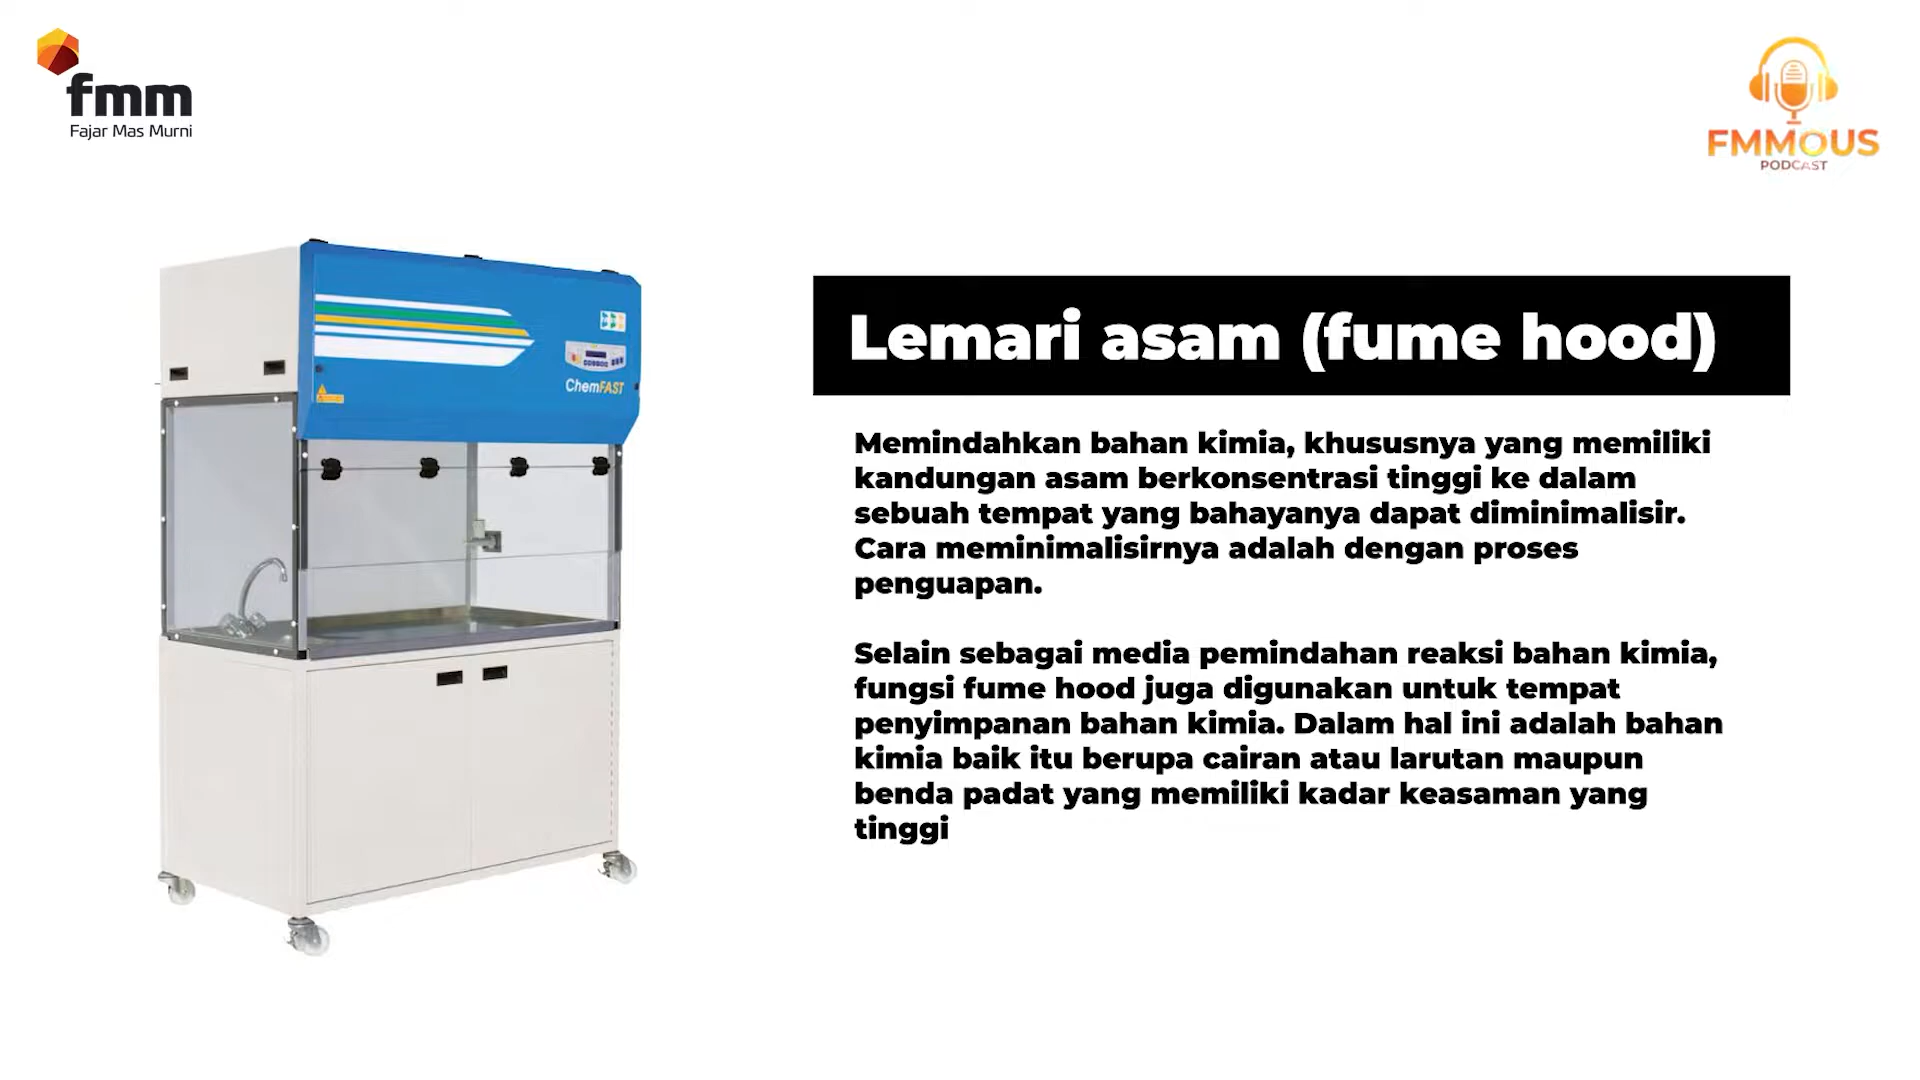 fmm
Fajar Mas Murni
FMMOUS
PODCAST
ChemFAST
Lemari asam (fume hood)
Memindahkan bahan kimia, khususnya yang memiliki
kandungan asam berkonsentrasi tinggi ke dalam
sebuah tempat yang bahayanya dapat diminimalisir.
Cara meminimalisirnya adalah dengan proses
penguapan.
Selain sebagai media pemindahan reaksi bahan kimia,
fungsi fume hood juga digunakan untuk tempat
penyimpanan bahan kimia. Dalam hal ini adalah bahan
kimia baik itu berupa cairan atau larutan maupun
benda padat yang memiliki kadar keasaman yang
tinggi